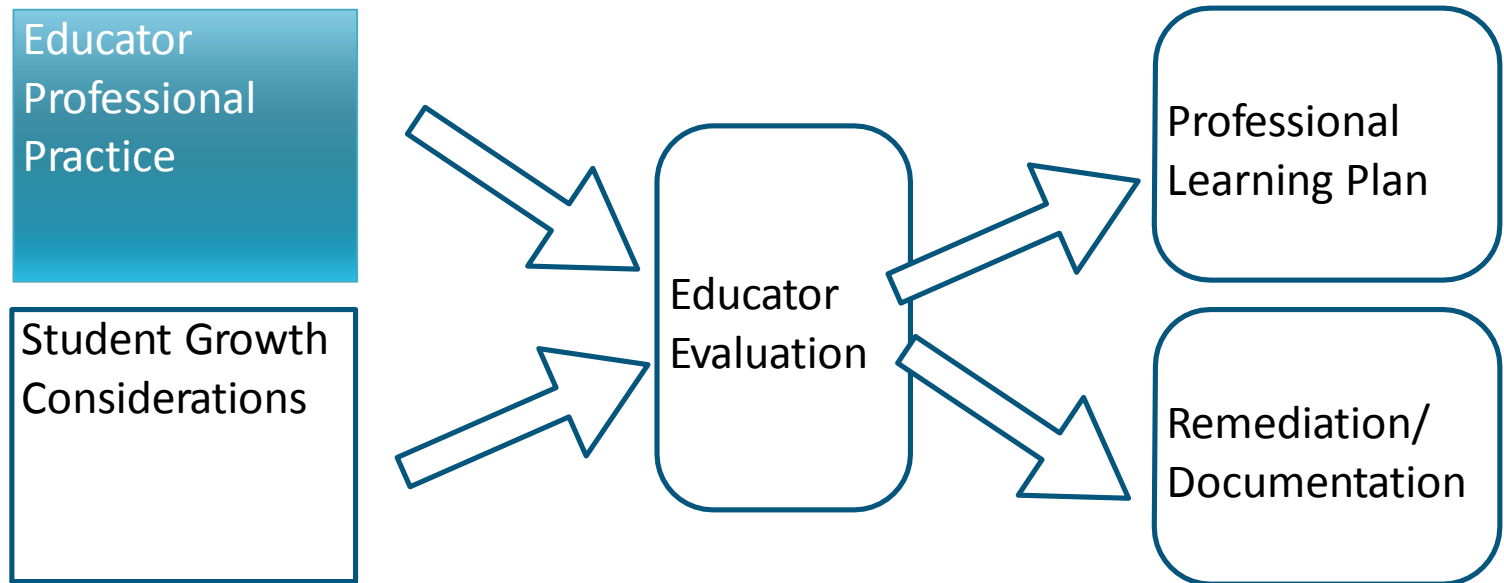 Educator
Professional
Practice
Student Growth
Considerations
Educator
Evaluation
Professional
Learning Plan
Remediation/
Documentation